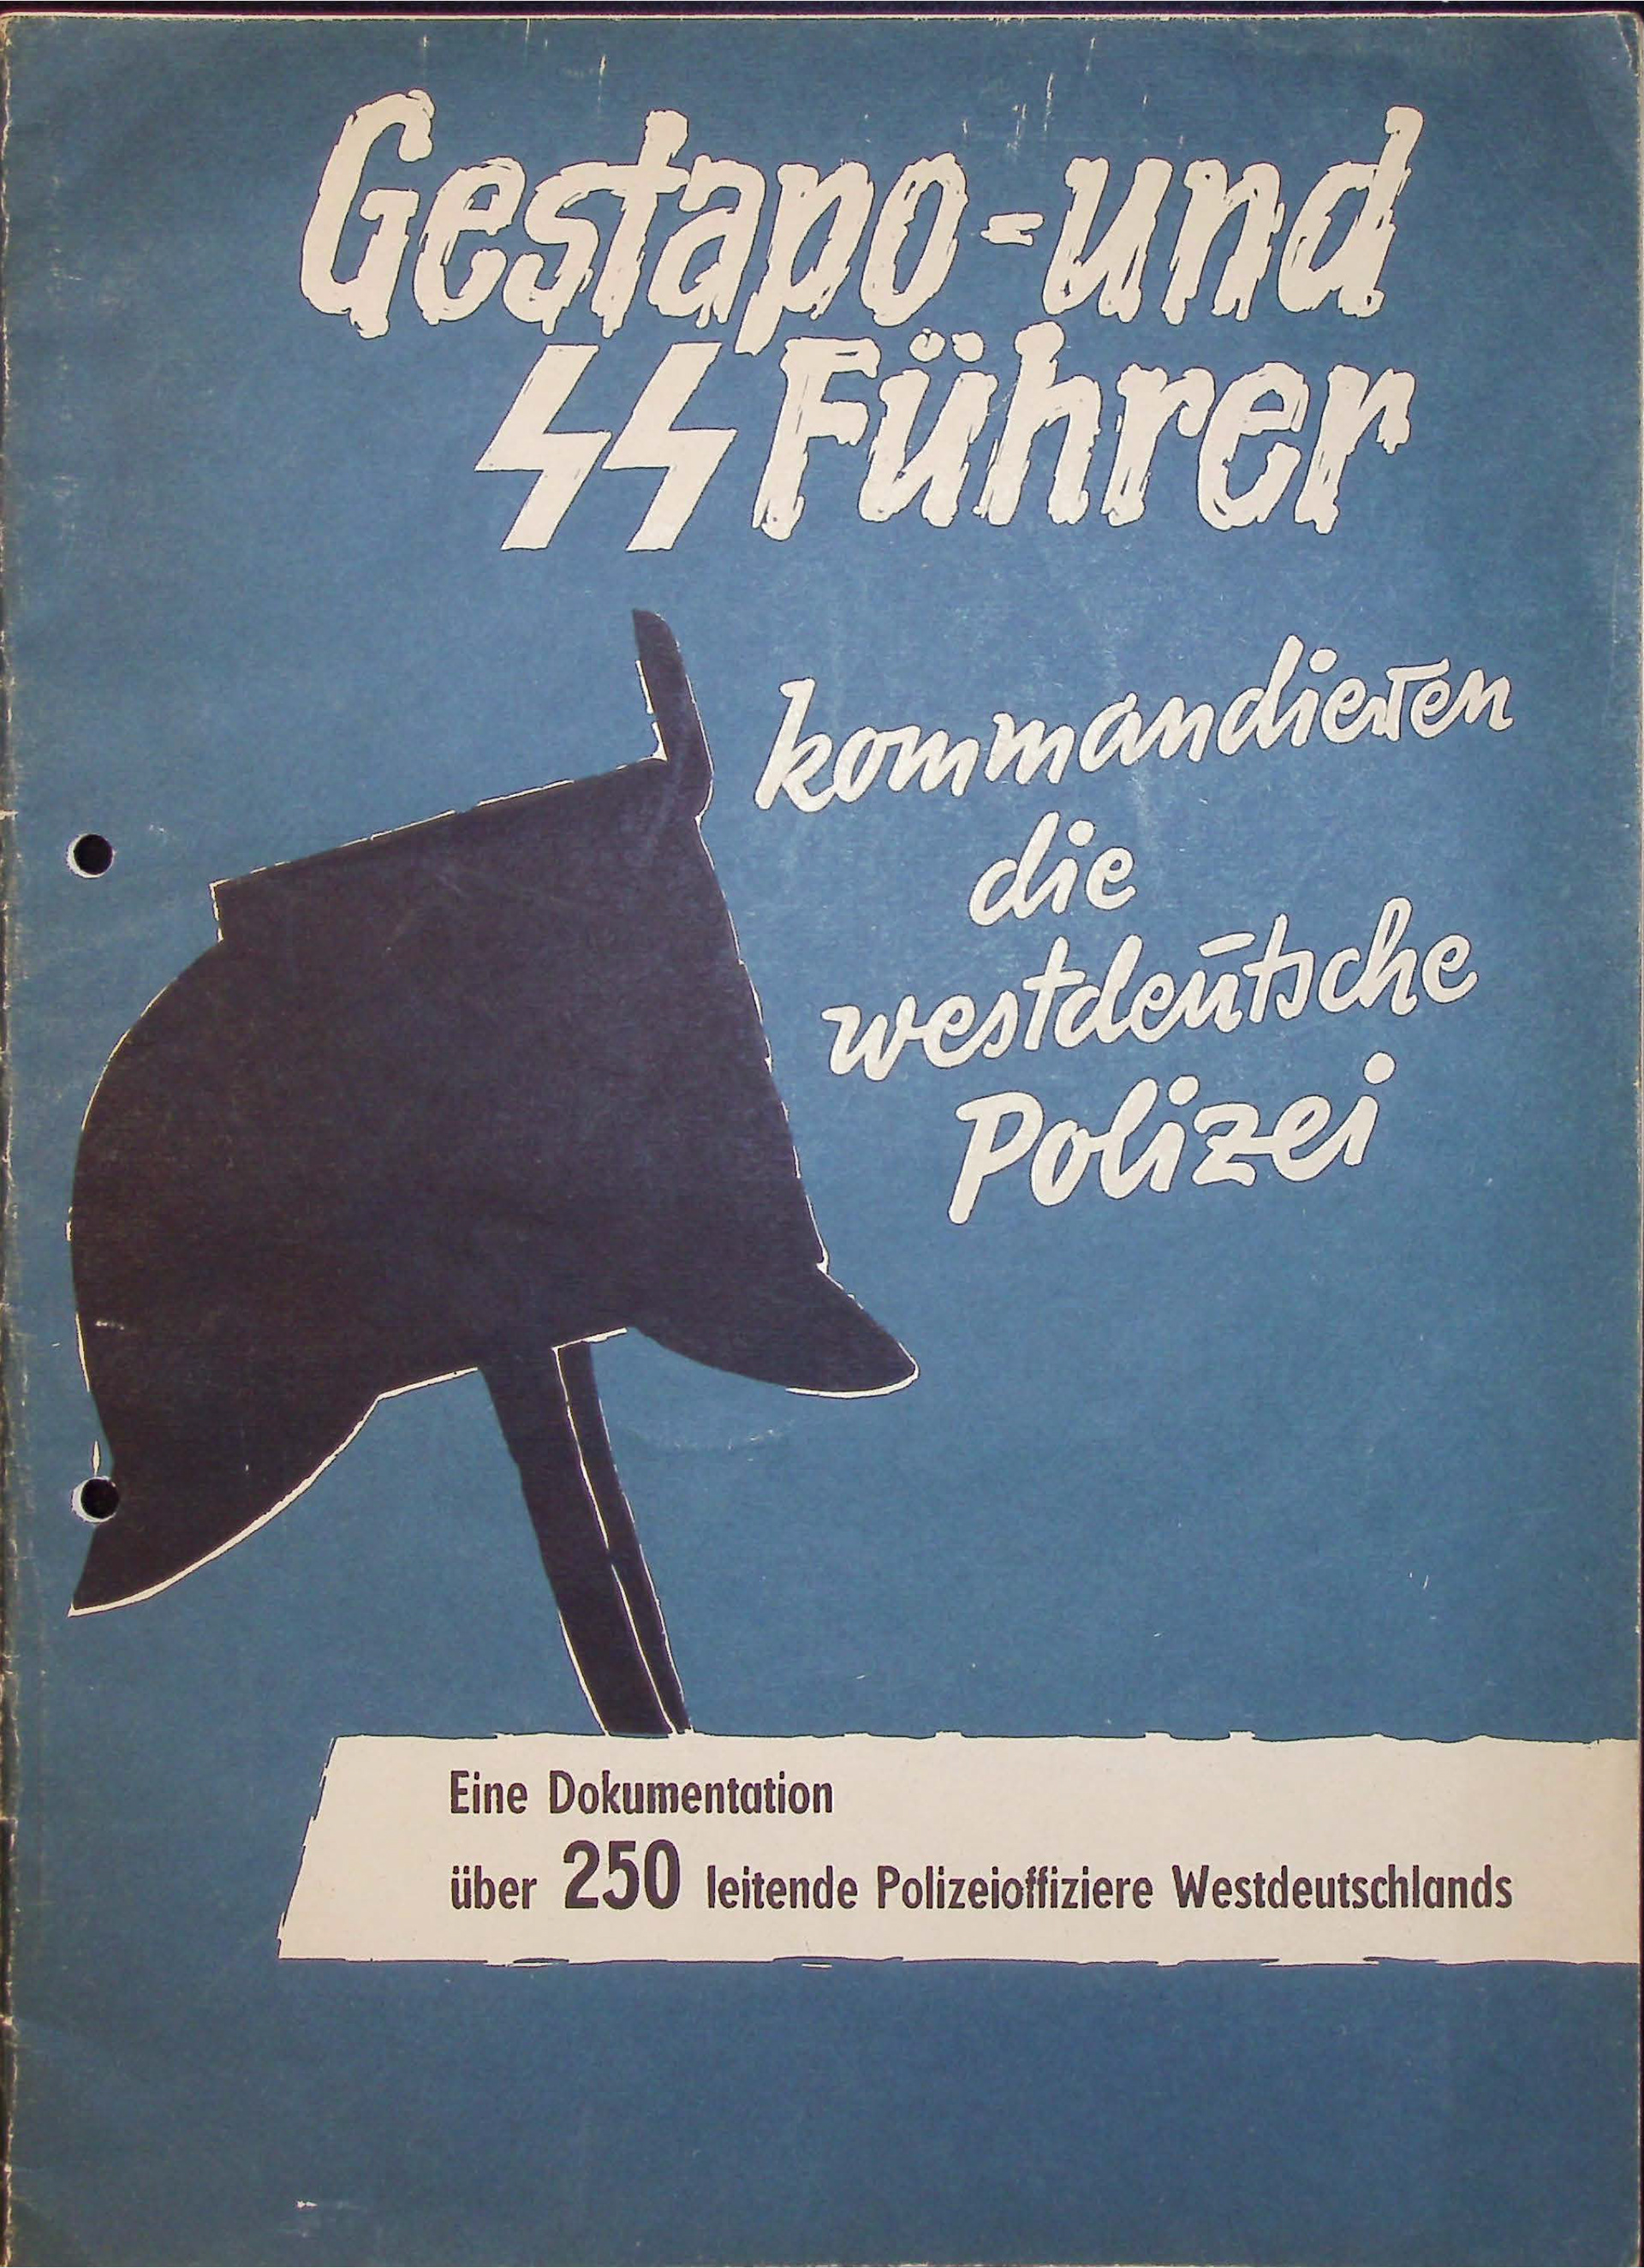 Gestapo- und
SS Führer
kommandieren
die
westdeutsche
Polizei
Eine Dokumentation
über 250 leitende Polizeioffiziere Westdeutschlands